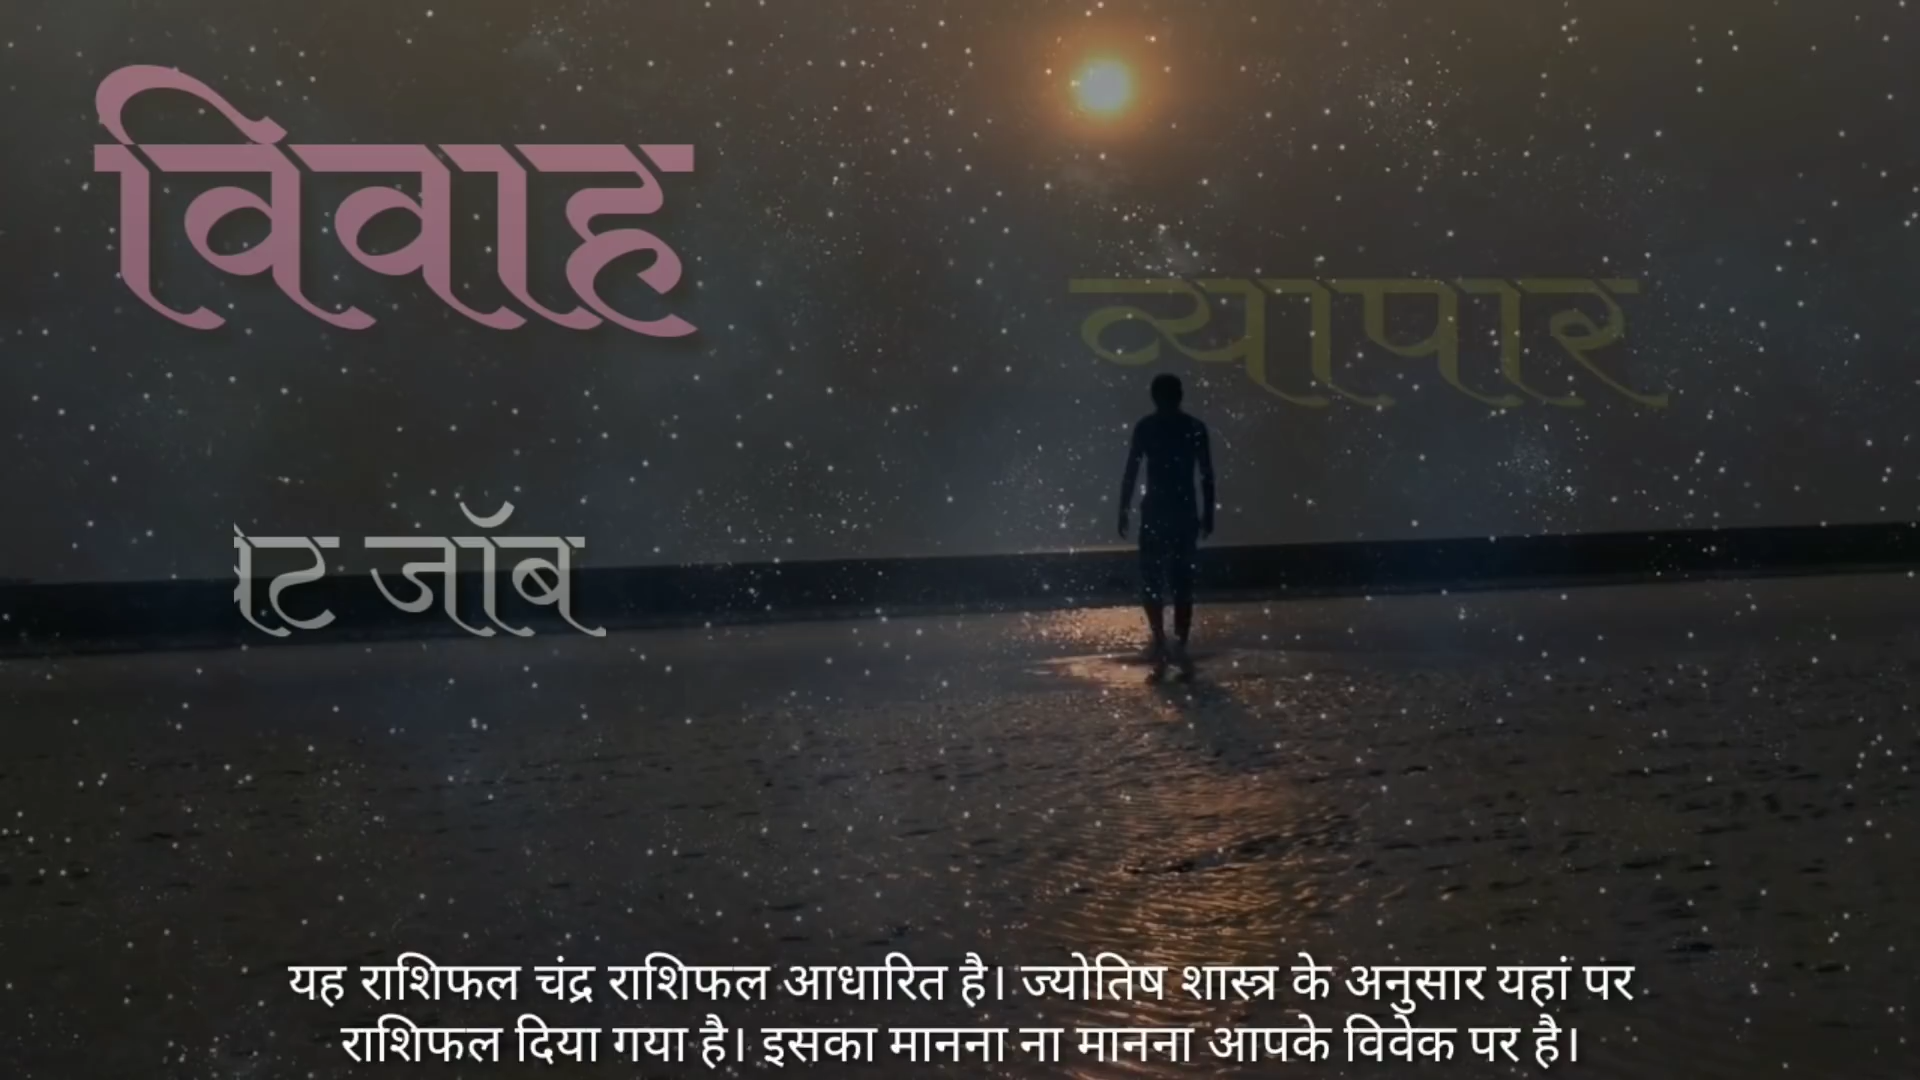 विवाह
व्यापार
जॉब
यह राशिफल चंद्र राशिफल आधारित है। ज्योतिष शास्त्र के अनुसार यहां पर
राशिफल दिया गया है। इसका मानना ना मानना आपके विवेक पर है।